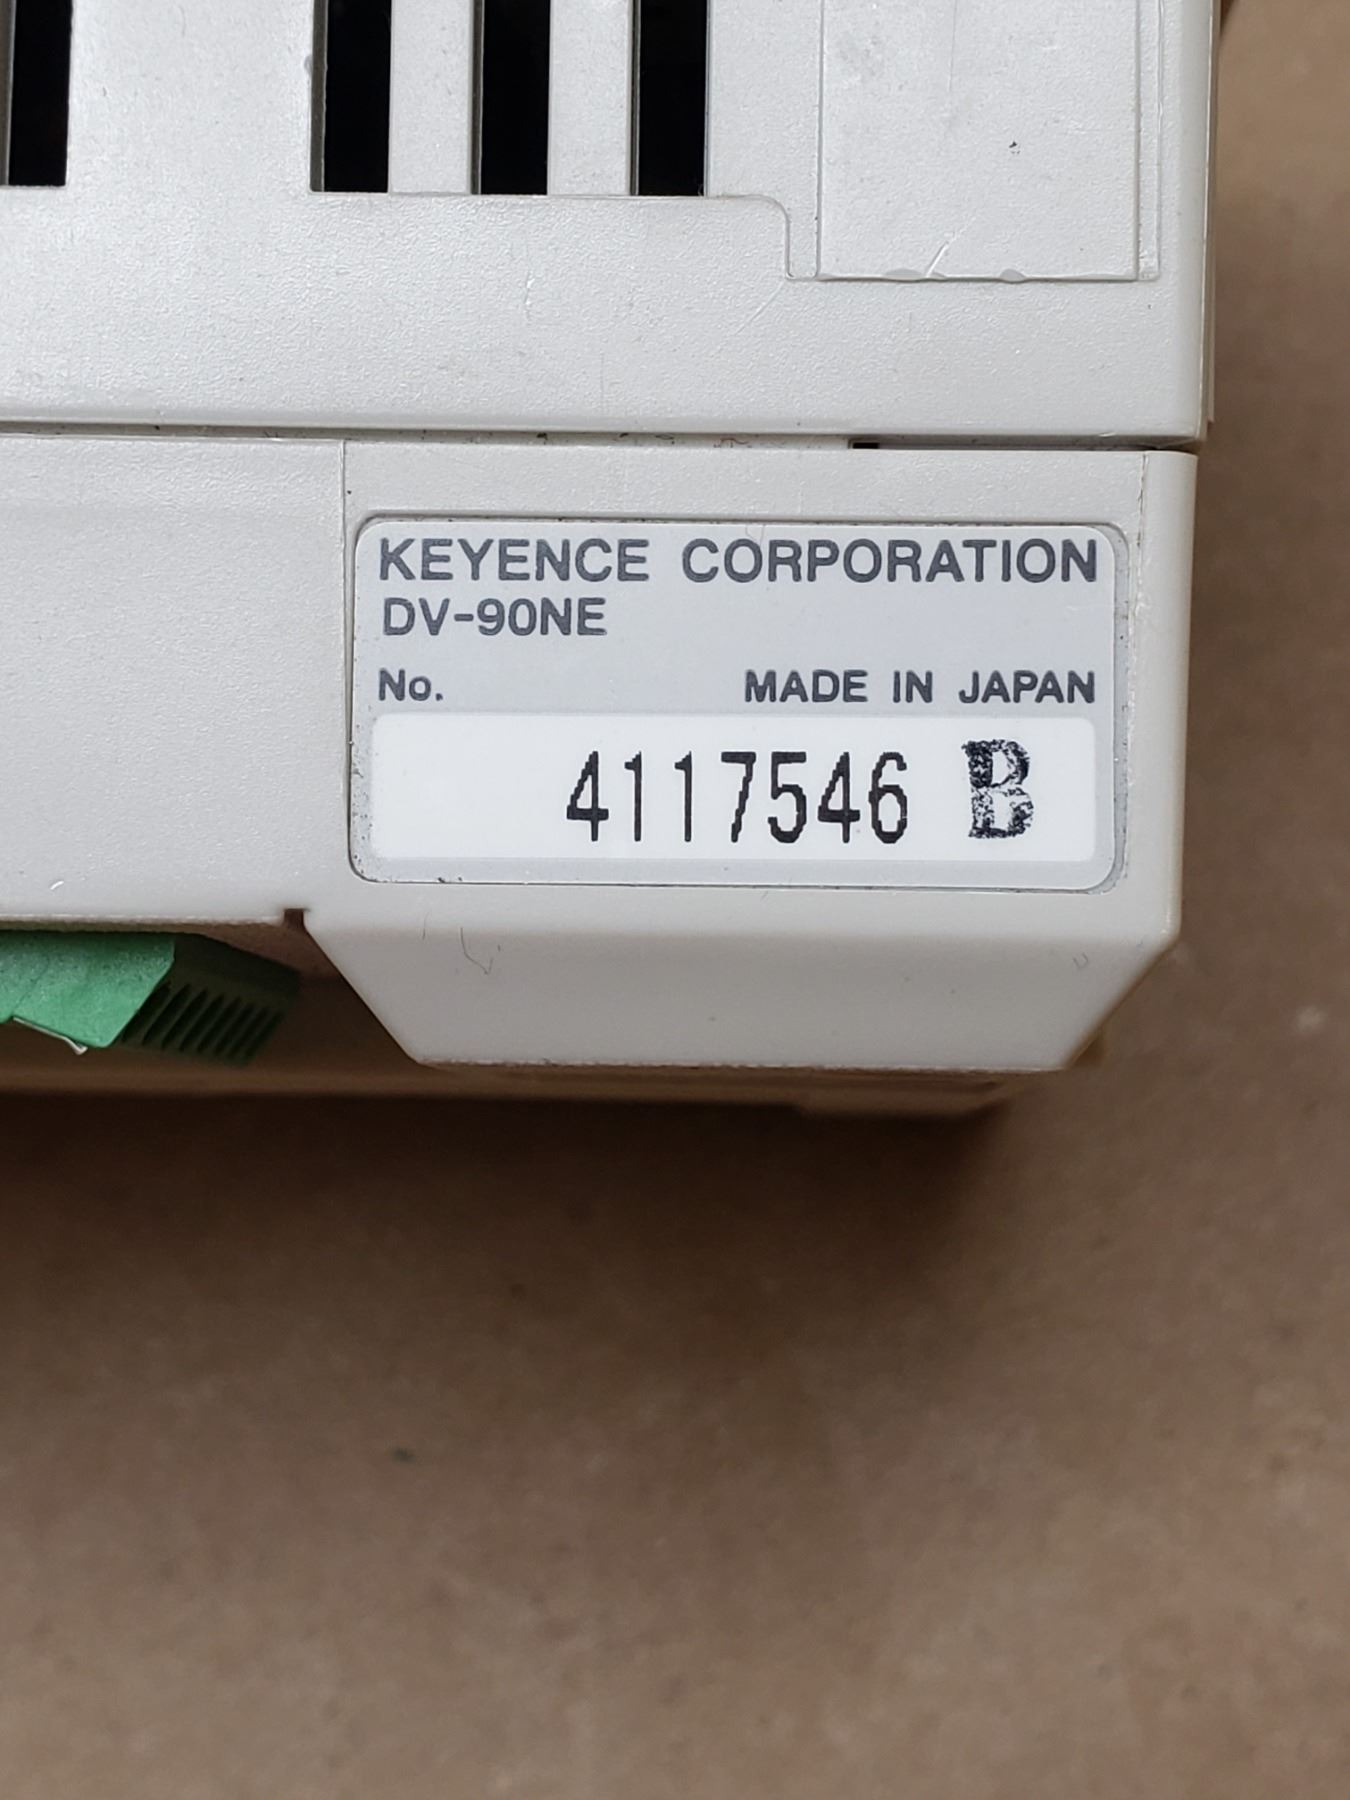 KEYENCE CORPORATION
DV-90NE
No. MADE IN JAPAN
4117546 B